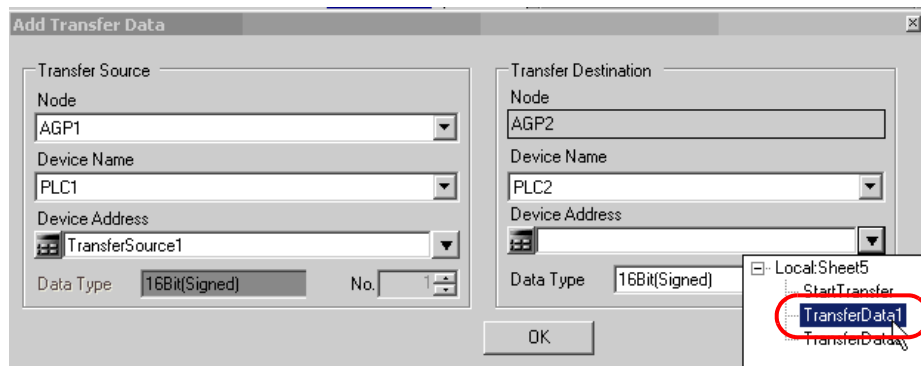 Add Transfer Data
Transfer Source
Node
AGP1
Device Name
PLC1
Device Address
TransferSource1
Data Type 16Bit(Signed) No. 1
Transfer Destination
Node
AGP2
Device Name
PLC2
Device Address
Data Type 16Bit(Signed)
Local:Sheet5
StartTransfer
TransferData1
OK